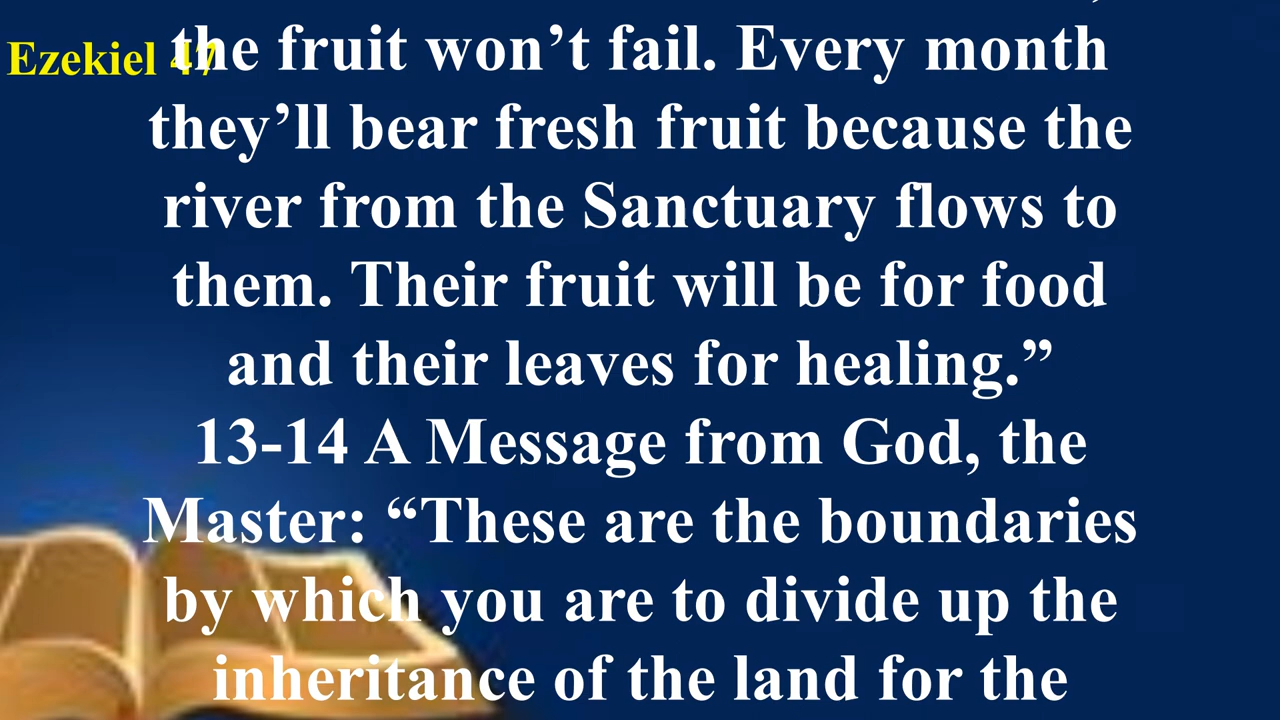 Ezekiel 47
the fruit won’t fail. Every month
they’ll bear fresh fruit because the
river from the Sanctuary flows to
them. Their fruit will be for food
and their leaves for healing.”
13-14 A Message from God, the
Master: “These are the boundaries
by which you are to divide up the
inheritance of the land for the